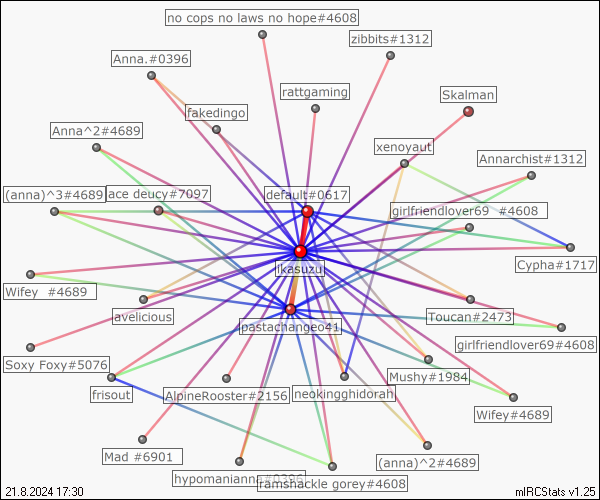 no cops no laws no hope#4608
zibbits#1312
Anna.#0396
rattgaming
Skalman
fakedingo
Anna^2#4689
xenoyaut
Annarchist#1312
(anna)^3#4689
ace deucy#7097
default#0617
girlfriendlover69 #4608
Cypha#1717
Ikasuzu
Wifey #4689
avelicious
Toucan#2473
pastachangeo41
girlfriendlover69#4608
Soxy Foxy#5076
Mushy#1984
frisout
AlpineRooster#2156
neokingghidorah
Wifey#4689
Mad #6901
(anna)^2#4689
hypomanianna#0396
ramshackle gorey#4608
21.8.2024 17:30
mIRCStats v1.25